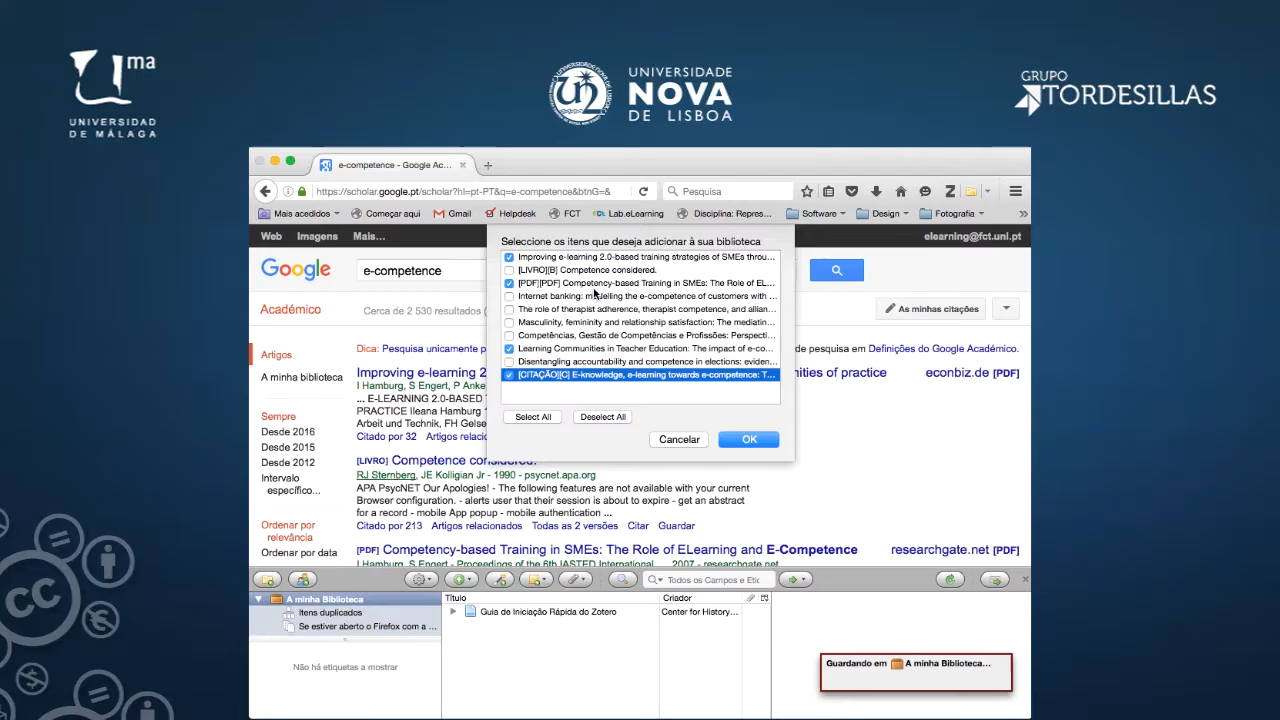 uma
UNIVERSIDAD
DE MÁLAGA
UNIVERSIDADE
NOVA
DE LISBOA
GRUPO
TORDESILLAS
e-competence - Google Ac...
https://scholar.google.pt/scholar?hl=pt-PT&q=e-competence&btnG=&
Pesquisa
Mais acedidos
Começar aqui
Gmail
Helpdesk
FCT
Lab.eLearning
Disciplina: Repres...
Software
Design
Fotografia
Web Imagens Mais...
elearning@fct.unl.pt
Seleccione os itens que deseja adicionar à sua biblioteca
Improving e-learning 2.0-based training strategies of SMEs throu...
[LIVRO][B] Competence considered.
[PDF][PDF] Competency-based Training in SMEs: The Role of EL...
Internet banking: modelling the e-competence of customers with ...
The role of therapist adherence, therapist competence, and allian...
Masculinity, femininity and relationship satisfaction: The mediatin...
Competências, Gestão de Competências e Profissões: Perspecti...
Learning Communities in Teacher Education: The impact of e-co...
Disentangling accountability and competence in elections: eviden...
[CITAÇÃO][C] E-knowledge, e-learning towards e-competence: T...
Select All
Deselect All
Cancelar
OK
Google
e-competence
Académico
Cerca de 2 530 resultados
As minhas citações
Artigos
A minha biblioteca
Sempre
Desde 2016
Desde 2015
Desde 2012
Intervalo
específico...
Ordenar por
relevância
Ordenar por data
Dica: Pesquisa unicamente p
de pesquisa em Definições do Google Académico.
Improving e-learning 2
nities of practice
econbiz.de [PDF]
I Hamburg, S Engert, P Anke
... E-LEARNING 2.0-BASED
PRACTICE Ileana Hamburg
Arbeit und Technik, FH Gelse
Citado por 32 Artigos relacio
[LIVRO] Competence considered.
RJ Sternberg, JE Kolligian Jr - 1990 - psycnet.apa.org
APA PsycNET Our Apologies! - The following features are not available with your current
Browser configuration. - alerts user that their session is about to expire - get an abstract
for a record - mobile App popup - mobile authentication ...
Citado por 213 Artigos relacionados Todas as 2 versões Citar Guardar
[PDF] Competency-based Training in SMEs: The Role of ELearning and E-Competence
researchgate.net [PDF]
I Hamburg, S Engert - Proceedings of the 6th IASTED International..., 2007 - researchgate.net
Todos os Campos e Etiq
A minha Biblioteca
Itens duplicados
Se estiver aberto o Firefox com a ...
Não há etiquetas a mostrar
Título
Criador
Guia de Iniciação Rápida do Zotero
Center for History...
Guardando em A minha Biblioteca...